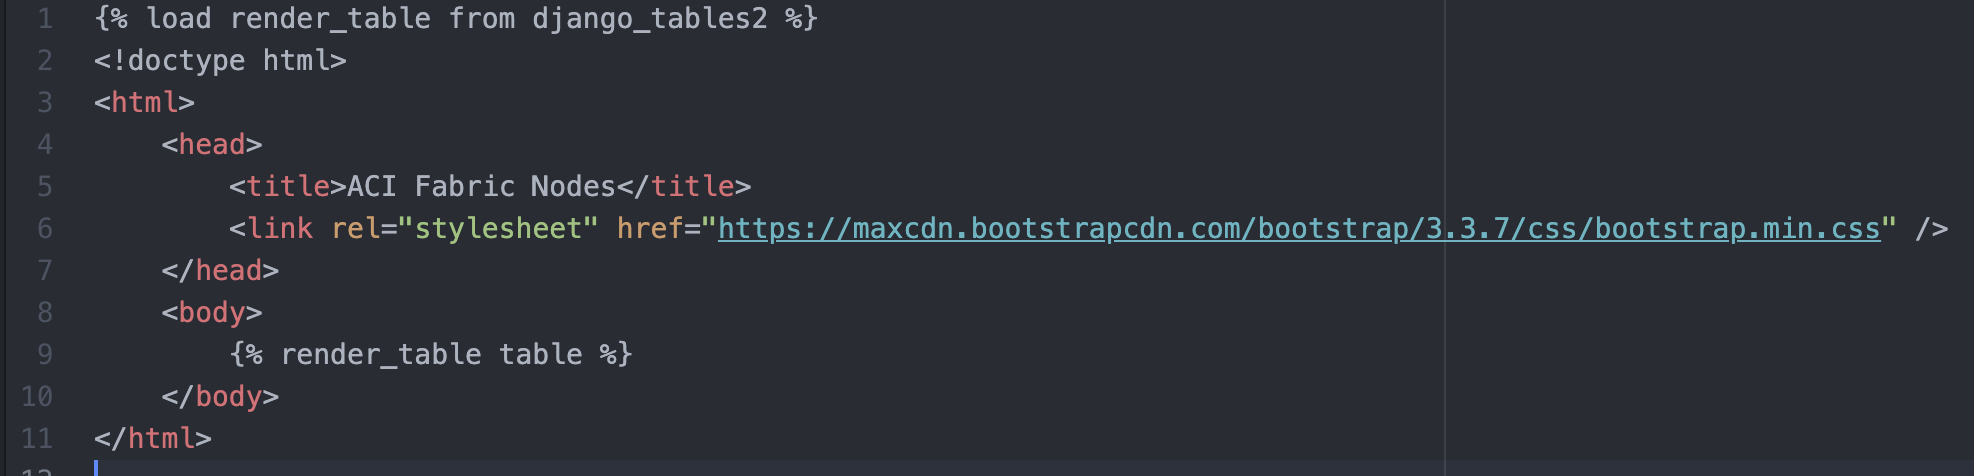 1 {% load render_table from django_tables2 %}
2 <!doctype html>
3 <html>
4 <head>
5 <title>ACI Fabric Nodes</title>
6 <link rel="stylesheet" href="https://maxcdn.bootstrapcdn.com/bootstrap/3.3.7/css/bootstrap.min.css" />
7 </head>
8 <body>
9 {% render_table table %}
10 </body>
11 </html>
12